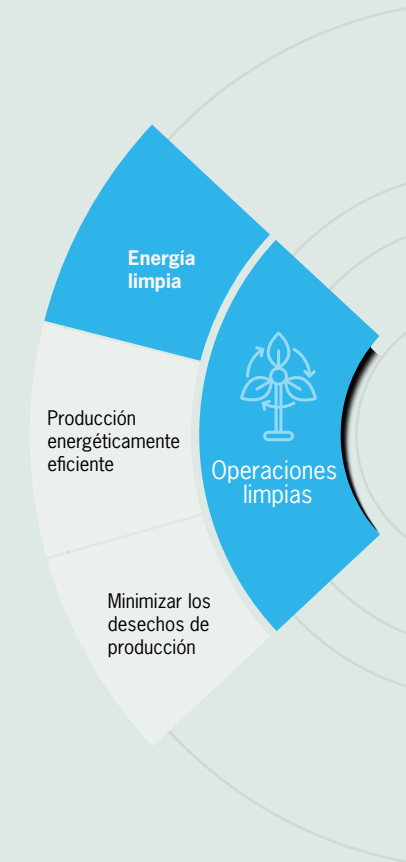 Energía
limpia
Producción
energéticamente
eficiente
Operaciones
limpias
Minimizar los
desechos de
producción